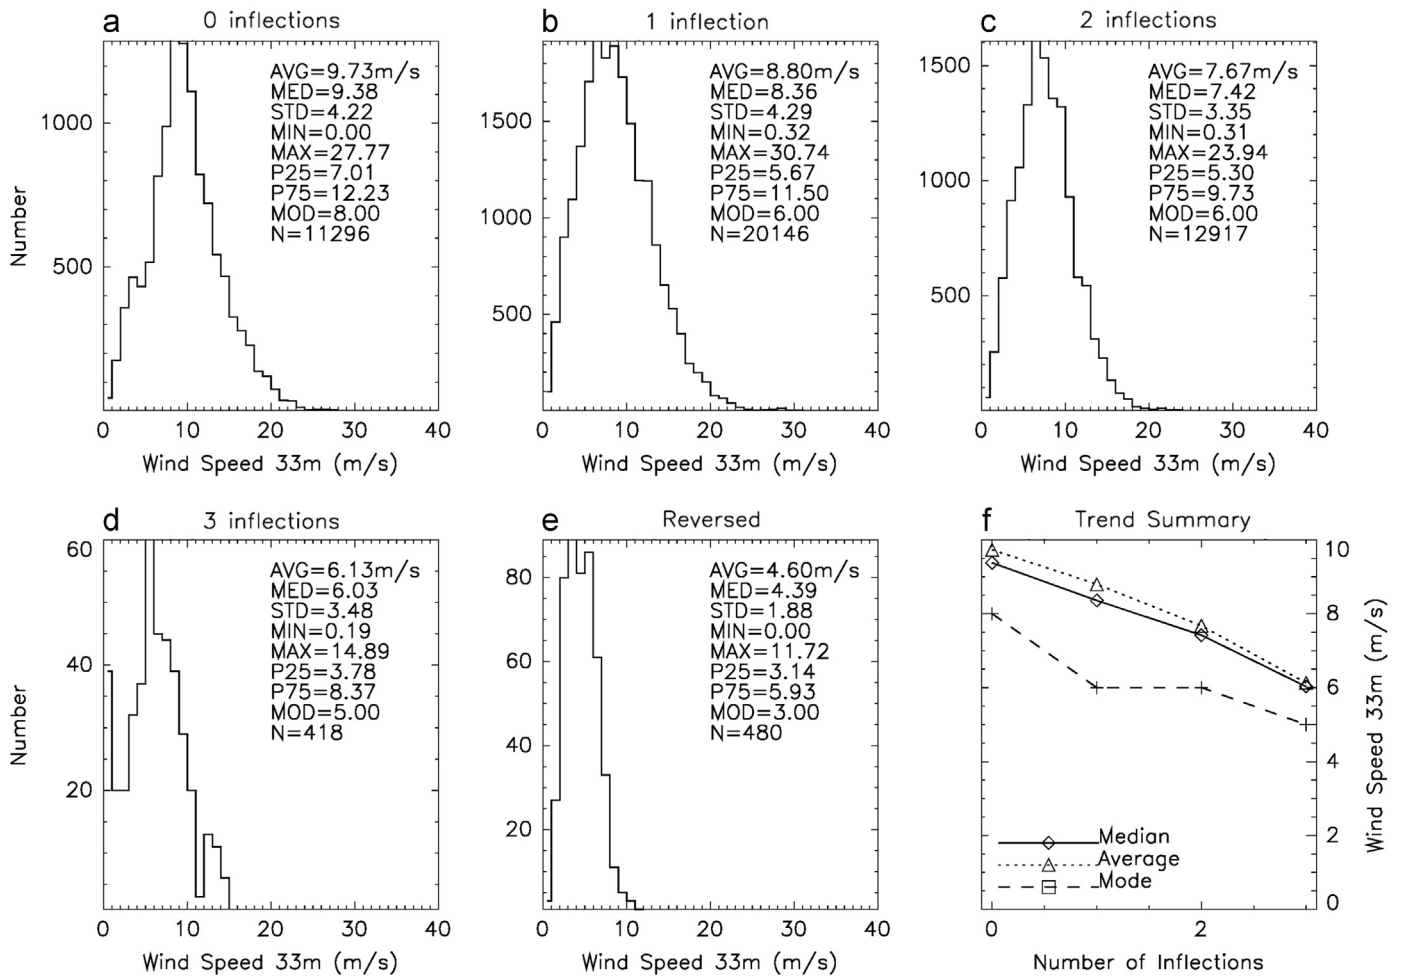 a
0 inflections
1000
500
Number
AVG=9.73m/s
MED=9.38
STD=4.22
MIN=0.00
MAX=27.77
P25=7.01
P75=12.23
MOD=8.00
N=11296
0 10 20 30 40
Wind Speed 33m (m/s)
b
1 inflection
1500
1000
500
AVG=8.80m/s
MED=8.36
STD=4.29
MIN=0.32
MAX=30.74
P25=5.67
P75=11.50
MOD=6.00
N=20146
0 10 20 30 40
Wind Speed 33m (m/s)
c
2 inflections
1500
1000
500
AVG=7.67m/s
MED=7.42
STD=3.35
MIN=0.31
MAX=23.94
P25=5.30
P75=9.73
MOD=6.00
N=12917
0 10 20 30 40
Wind Speed 33m (m/s)
d
3 inflections
60
40
20
Number
AVG=6.13m/s
MED=6.03
STD=3.48
MIN=0.19
MAX=14.89
P25=3.78
P75=8.37
MOD=5.00
N=418
0 10 20 30 40
Wind Speed 33m (m/s)
e
Reversed
80
60
40
20
AVG=4.60m/s
MED=4.39
STD=1.88
MIN=0.00
MAX=11.72
P25=3.14
P75=5.93
MOD=3.00
N=480
0 10 20 30 40
Wind Speed 33m (m/s)
f
Trend Summary
10
8
6
4
2
0
Wind Speed 33m (m/s)
Median
Average
Mode
0 2
Number of Inflections